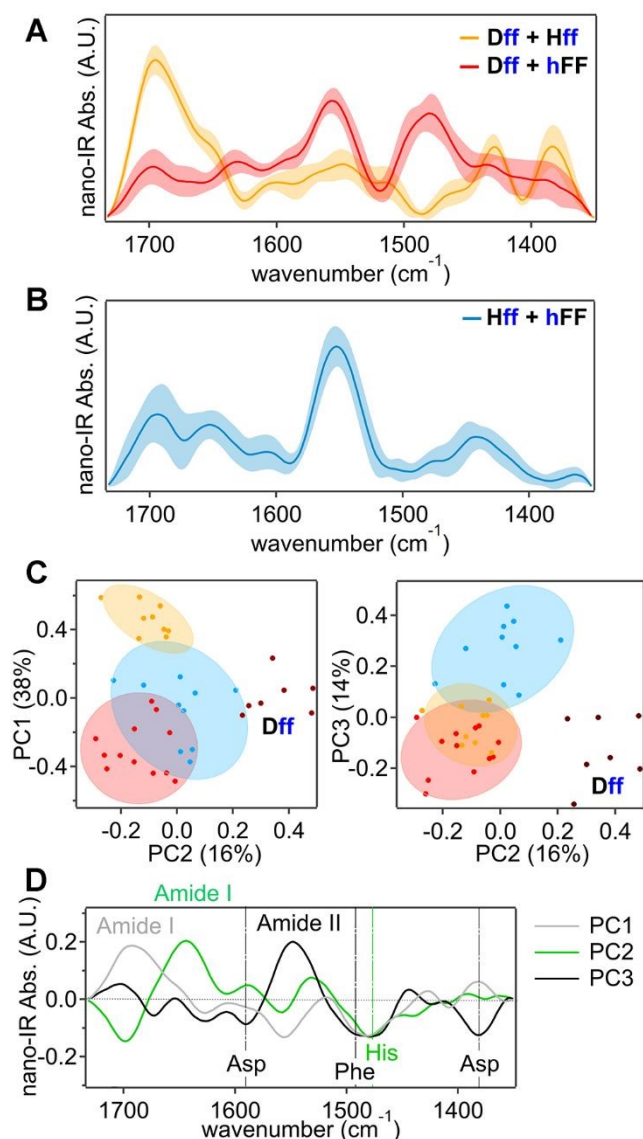 A
Dff + Hff
Dff + hFF
nano-IR Abs. (A.U.)
1700
1600
1500
1400
wavenumber (cm-1)
B
Hff + hFF
nano-IR Abs. (A.U.)
1700
1600
1500
1400
wavenumber (cm-1)
C
PC1 (38%)
0.4
0.0
-0.4
Dff
-0.2
0.0
0.2
0.4
PC2 (16%)
PC3 (14%)
0.4
0.2
0.0
-0.2
Dff
-0.2
0.0
0.2
0.4
PC2 (16%)
D
nano-IR Abs. (A.U.)
Amide I
Amide I
Amide II
PC1
PC2
PC3
0.2
0.0
-0.2
Asp
Phe
His
Asp
1700
1600
1500
1400
wavenumber (cm-1)